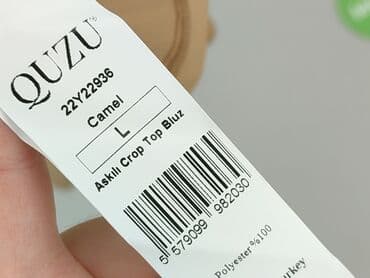 QUZU
22Y22936
Camel
L
Askılı Crop Top Bluz
5 579099 982030
Polyester %100